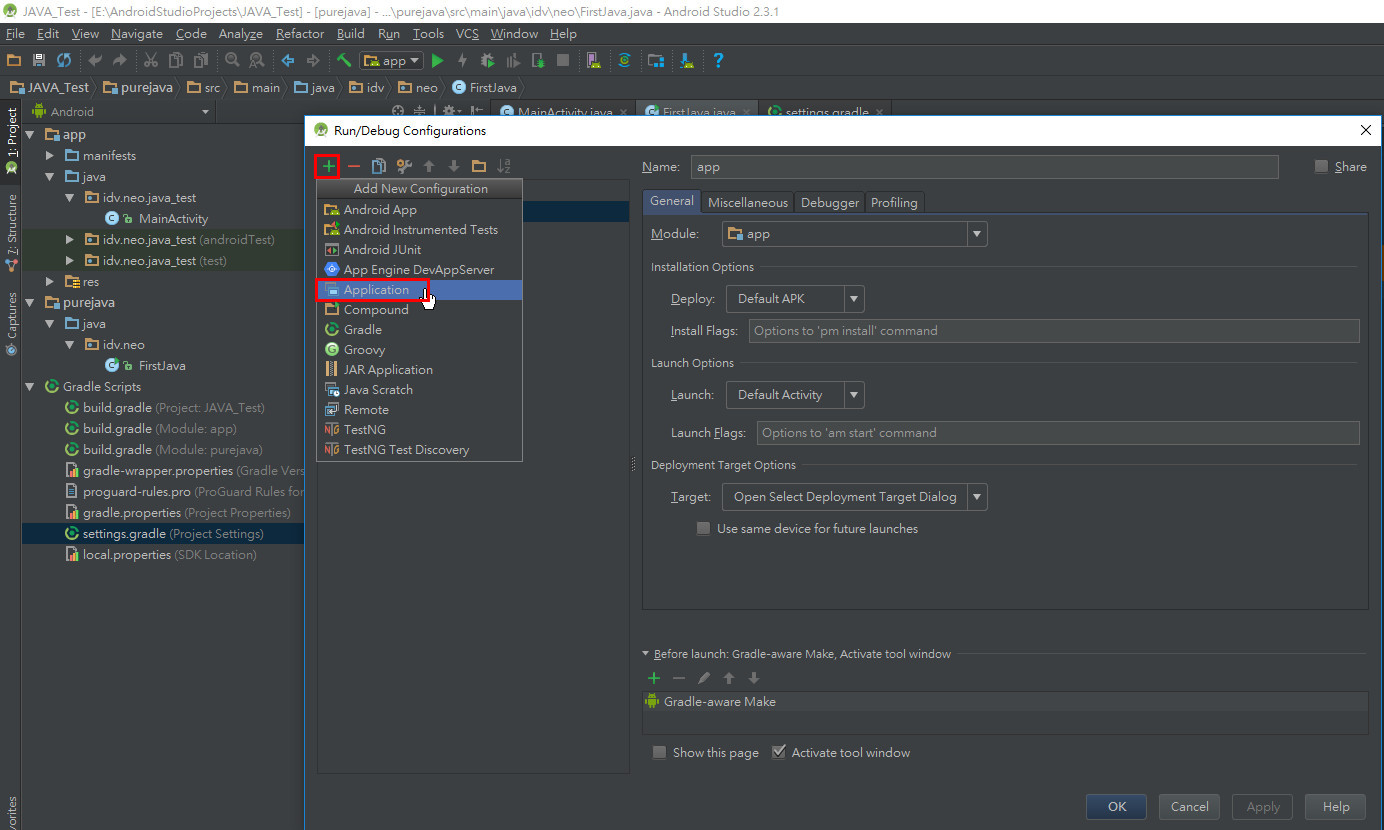 JAVA_Test - [E:\AndroidStudioProjects\JAVA_Test] - [purejava] - ...\purejava\src\main\java\idv\neo\FirstJava.java - Android Studio 2.3.1
File Edit View Navigate Code Analyze Refactor Build Run Tools VCS Window Help
app
JAVA_Test purejava src main java idv neo FirstJava
Android
MainActivity.java FirstJava.java settings.gradle
1: Project
7: Structure
Captures
app
manifests
java
idv.neo.java_test
MainActivity
idv.neo.java_test (androidTest)
idv.neo.java_test (test)
res
purejava
java
idv.neo
FirstJava
Gradle Scripts
build.gradle (Project: JAVA_Test)
build.gradle (Module: app)
build.gradle (Module: purejava)
gradle-wrapper.properties (Gradle Vers
proguard-rules.pro (ProGuard Rules for
gradle.properties (Project Properties)
settings.gradle (Project Settings)
local.properties (SDK Location)
Run/Debug Configurations
Add New Configuration
Android App
Android Instrumented Tests
Android JUnit
App Engine DevAppServer
Application
Compound
Gradle
Groovy
JAR Application
Java Scratch
Remote
TestNG
TestNG Test Discovery
Name: app Share
General Miscellaneous Debugger Profiling
Module: app
Installation Options
Deploy: Default APK
Install Flags: Options to 'pm install' command
Launch Options
Launch: Default Activity
Launch Flags: Options to 'am start' command
Deployment Target Options
Target: Open Select Deployment Target Dialog
Use same device for future launches
Before launch: Gradle-aware Make, Activate tool window
Gradle-aware Make
Show this page Activate tool window
OK Cancel Apply Help